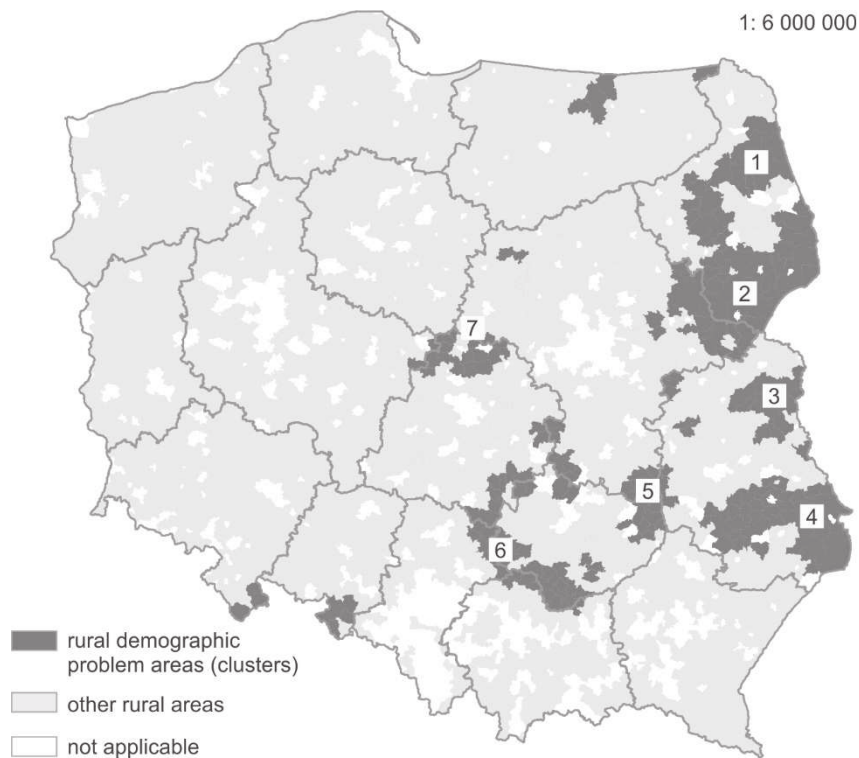 1: 6 000 000
1
2
7
3
5
4
6
rural demographic
problem areas (clusters)
other rural areas
not applicable